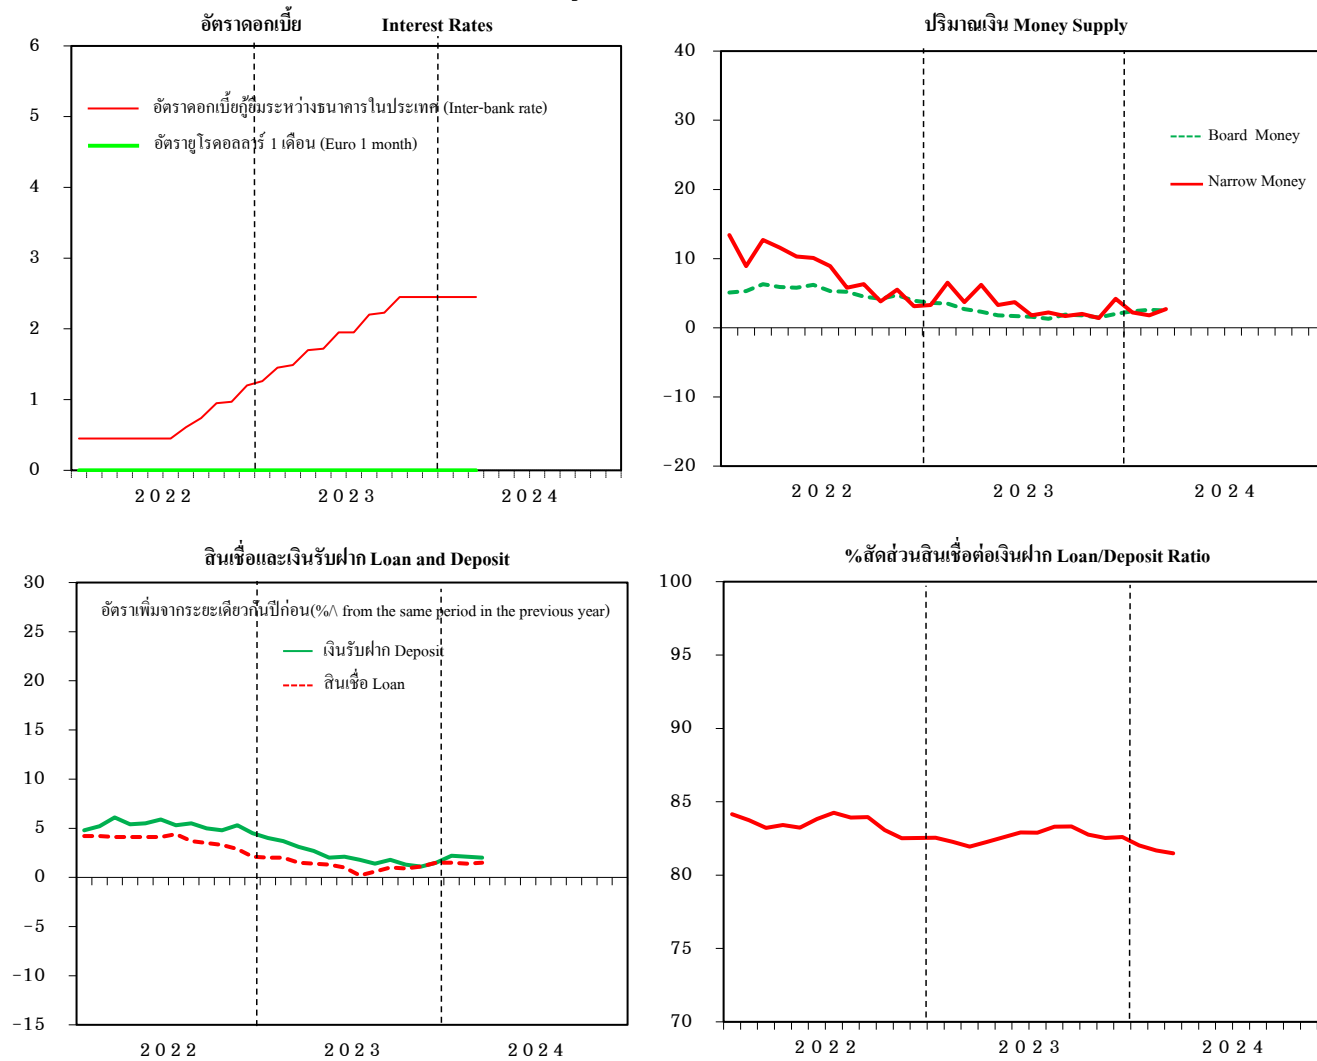 อัตราดอกเบี้ย Interest Rates
6
5
4
3
2
1
0
อัตราดอกเบี้ยกู้ยืมระหว่างธนาคารในประเทศ (Inter-bank rate)
อัตรายูโรดอลลาร์ 1 เดือน (Euro 1 month)
2022 2023 2024
ปริมาณเงิน Money Supply
40
30
20
10
0
-10
-20
Board Money
Narrow Money
2022 2023 2024
สินเชื่อและเงินรับฝาก Loan and Deposit
30
25
20
15
10
5
0
-5
-10
-15
อัตราเพิ่มจากระยะเดียวกันปีก่อน(%/\ from the same period in the previous year)
เงินรับฝาก Deposit
สินเชื่อ Loan
2022 2023 2024
%สัดส่วนสินเชื่อต่อเงินฝาก Loan/Deposit Ratio
100
95
90
85
80
75
70
2022 2023 2024